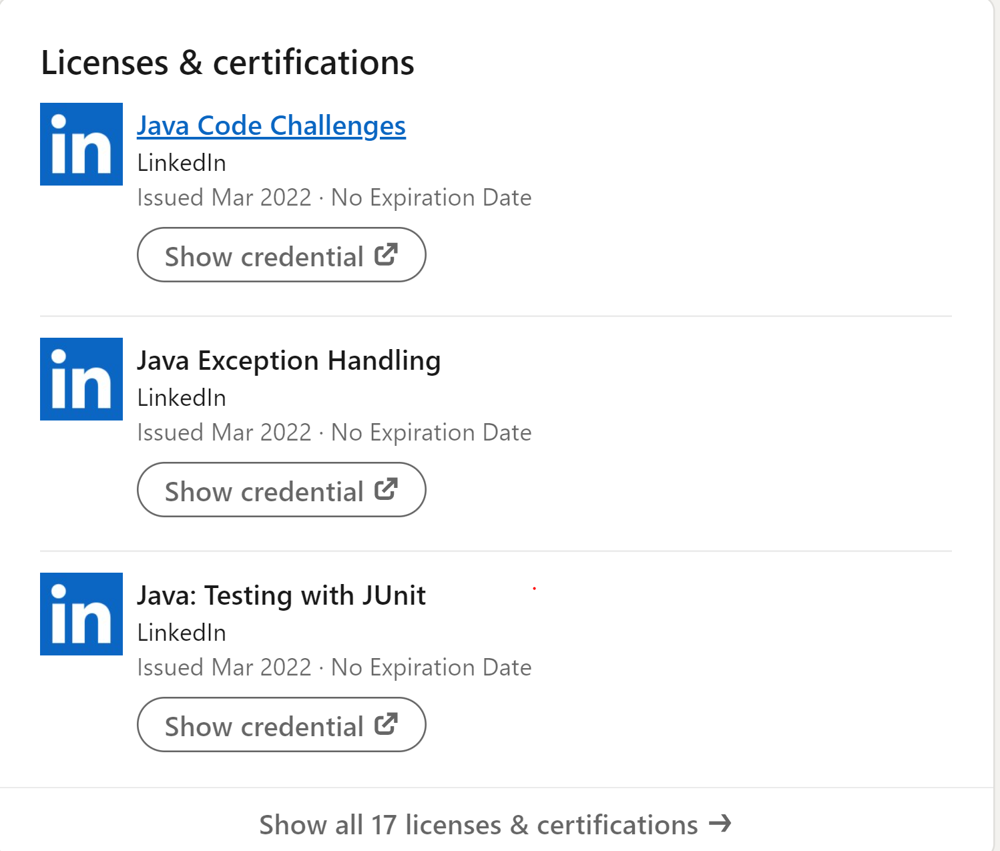 Licenses & certifications
in
Java Code Challenges
LinkedIn
Issued Mar 2022 · No Expiration Date
Show credential
in
Java Exception Handling
LinkedIn
Issued Mar 2022 · No Expiration Date
Show credential
in
Java: Testing with JUnit
LinkedIn
Issued Mar 2022 · No Expiration Date
Show credential
Show all 17 licenses & certifications →